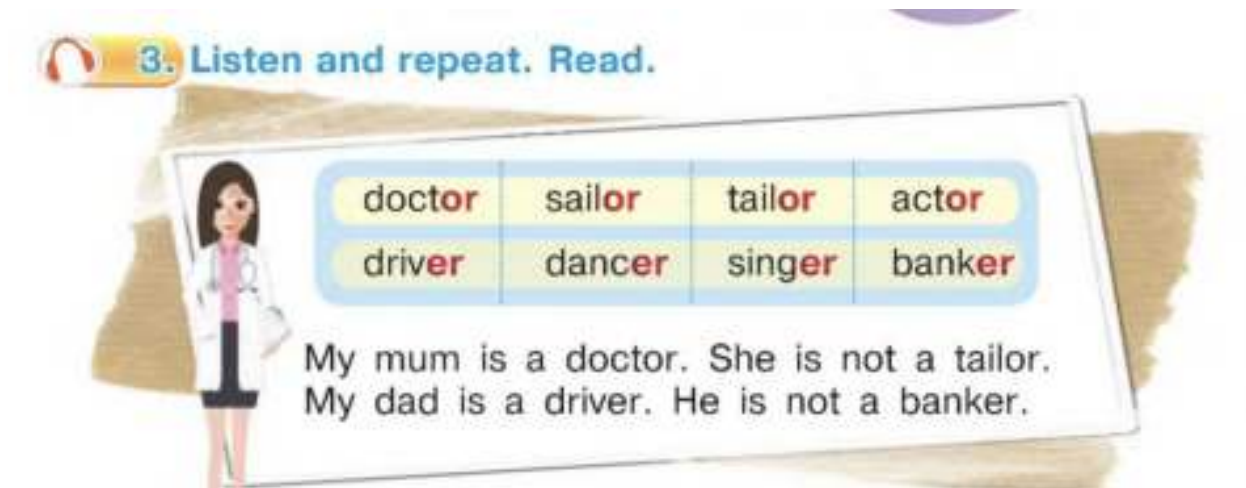 3. Listen and repeat. Read.
doctor sailor tailor actor
driver dancer singer banker
My mum is a doctor. She is not a tailor.
My dad is a driver. He is not a banker.